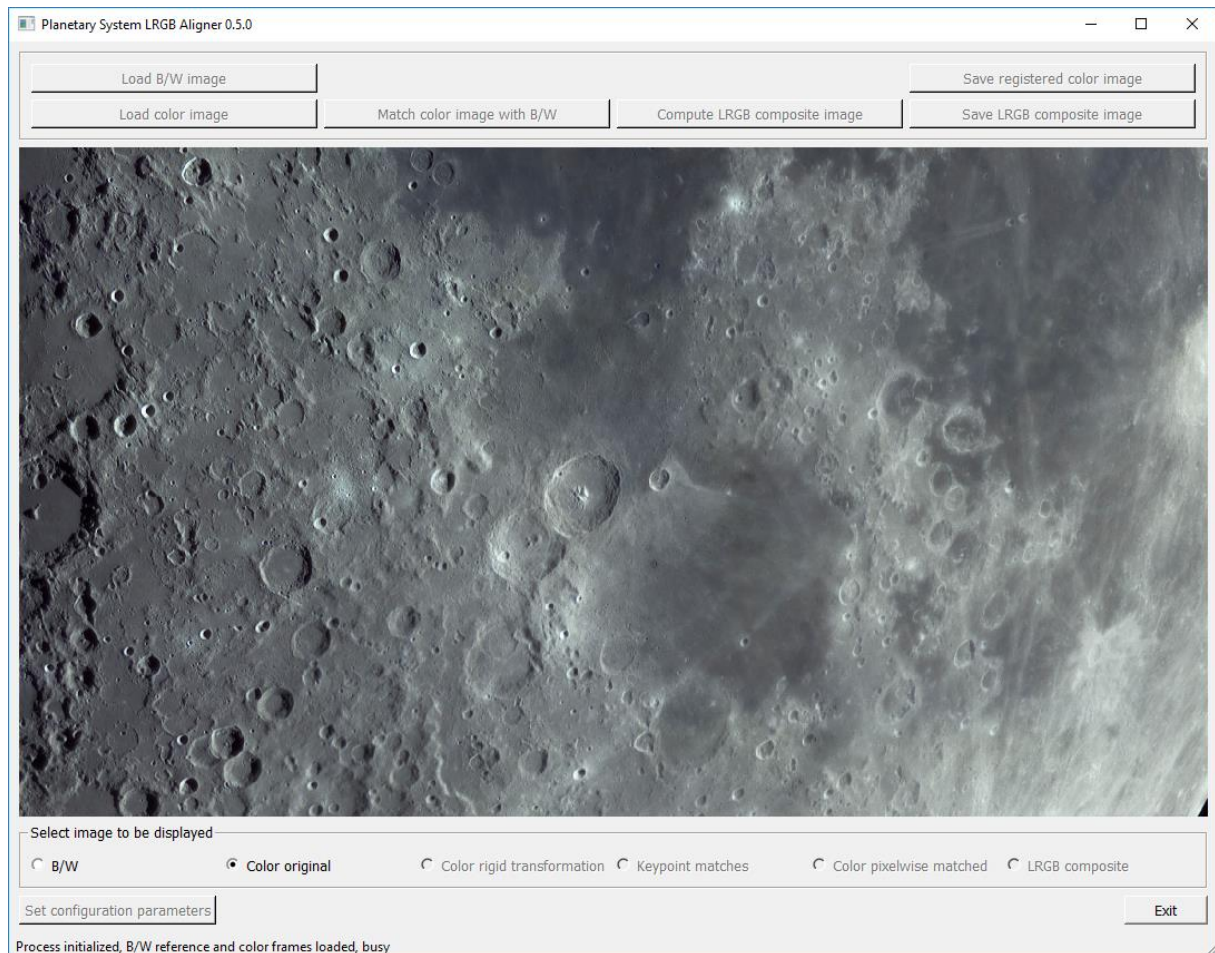 Planetary System LRGB Aligner 0.5.0
Load B/W image Save registered color image
Load color image Match color image with B/W Compute LRGB composite image Save LRGB composite image
Select image to be displayed
B/W Color original Color rigid transformation Keypoint matches Color pixelwise matched LRGB composite
Set configuration parameters Exit
Process initialized, B/W reference and color frames loaded, busy